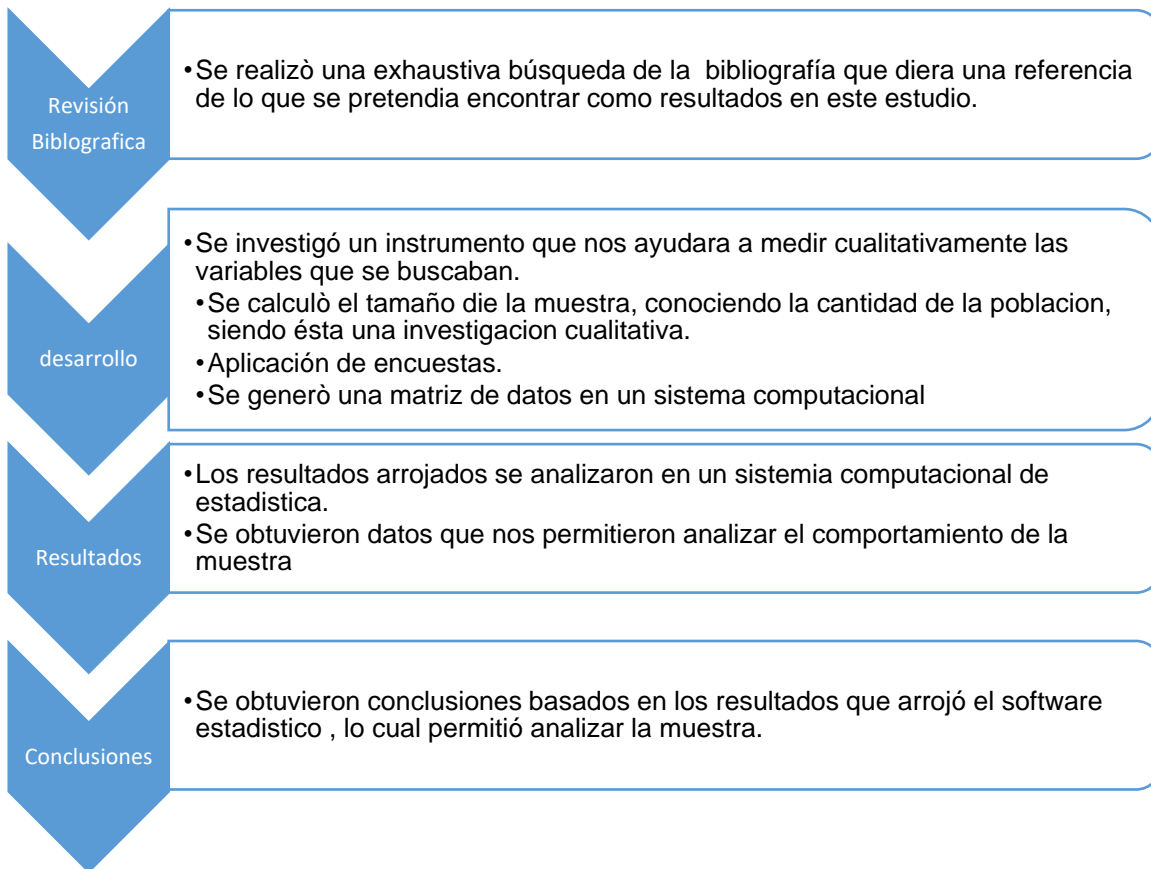 Revisión
Biblografica
•Se realizò una exhaustiva búsqueda de la  bibliografía que diera una referencia
de lo que se pretendia encontrar como resultados en este estudio.
desarrollo
•Se investigó un instrumento que nos ayudara a medir cualitativamente las
variables que se buscaban.
•Se calculò el tamaño die la muestra, conociendo la cantidad de la poblacion,
siendo ésta una investigacion cualitativa.
•Aplicación de encuestas.
•Se generò una matriz de datos en un sistema computacional
Resultados
•Los resultados arrojados se analizaron en un sistemia computacional de
estadistica.
•Se obtuvieron datos que nos permitieron analizar el comportamiento de la
muestra
Conclusiones
•Se obtuvieron conclusiones basados en los resultados que arrojó el software
estadistico , lo cual permitió analizar la muestra.